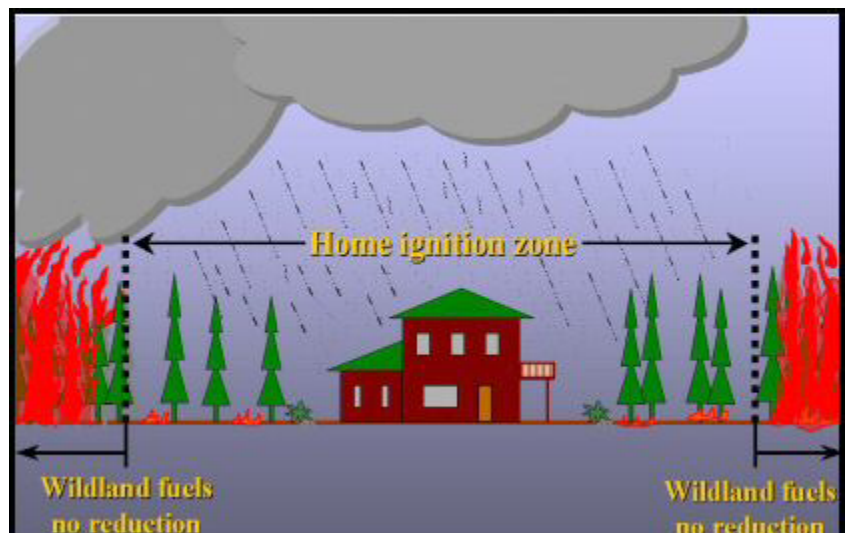 Home ignition zone
Wildland fuels
no reduction
Wildland fuels
no reduction